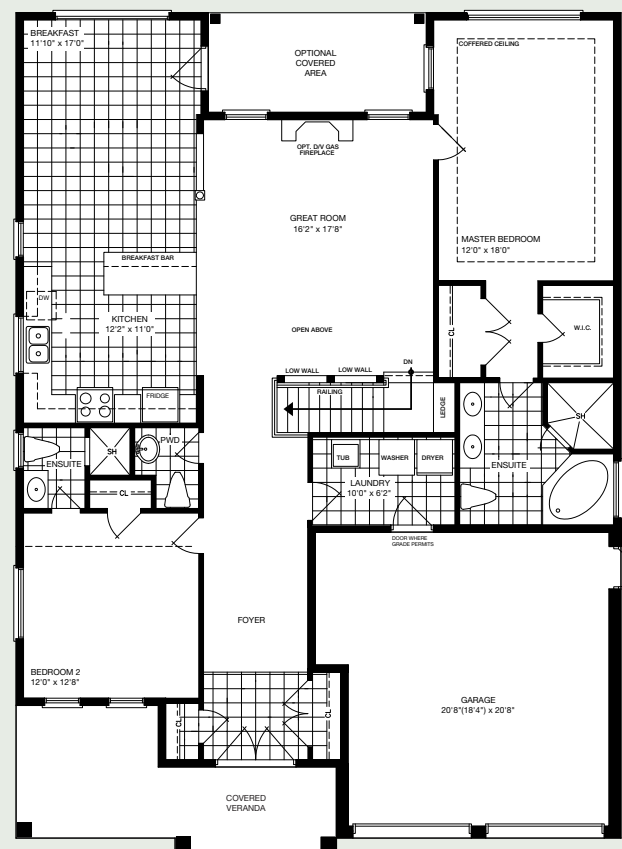 BREAKFAST
11'10" x 17'0"
OPTIONAL
COVERED
AREA
COFFERED CEILING
OPT. D/V GAS
FIREPLACE
GREAT ROOM
16'2" x 17'8"
MASTER BEDROOM
12'0" x 18'0"
BREAKFAST BAR
DW
KITCHEN
12'2" x 11'0"
OPEN ABOVE
CL
W.I.C.
LOW WALL
LOW WALL
DN
RAILING
FRIDGE
LEDGE
SH
PWD
ENSUITE
SH
CL
TUB
WASHER
DRYER
LAUNDRY
10'0" x 6'2"
ENSUITE
DOOR WHERE
GRADE PERMITS
FOYER
BEDROOM 2
12'0" x 12'8"
CL
CL
GARAGE
20'8"(18'4") x 20'8"
COVERED
VERANDA